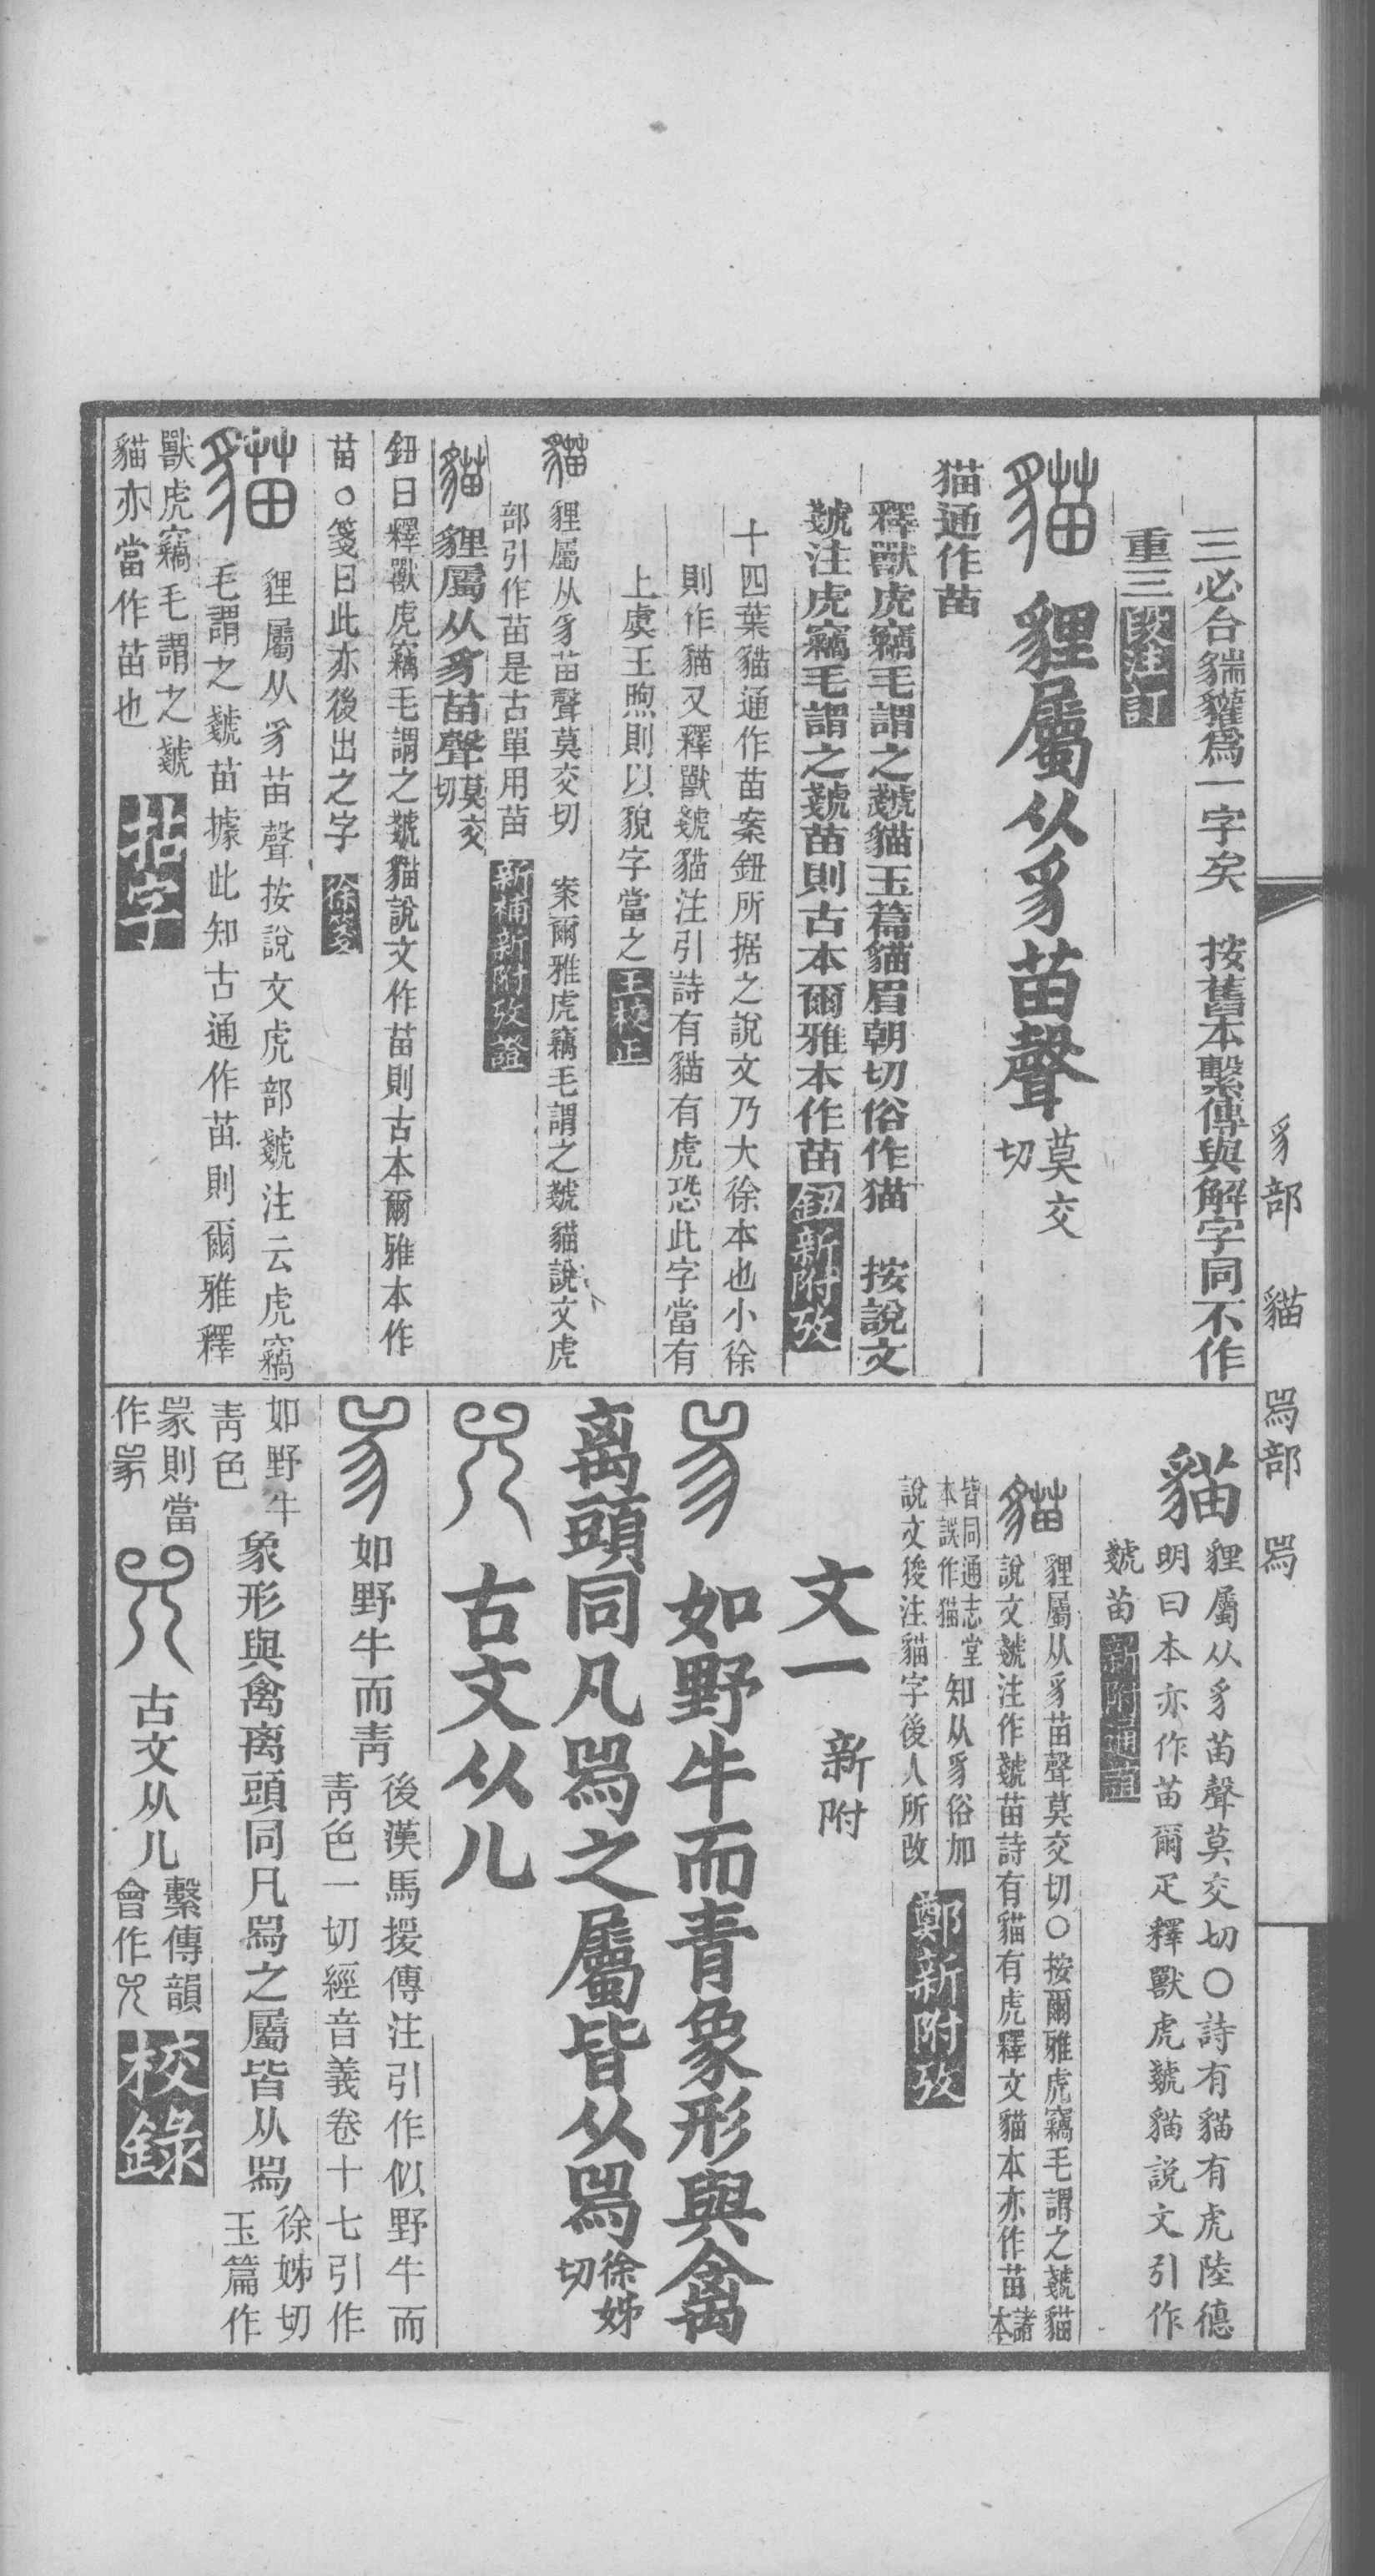 三必合貒貛爲一字矣　按舊本繫傳與解字同不作
重三段注訂
貓 貍屬从豸苗聲莫交切
猫通作苗
釋獸虎竊毛謂之虦貓玉篇貓眉朝切俗作猫　按說文
虦注虎竊毛謂之虦苗則古本爾雅本作苗鈕新附攷
十四葉貓通作苗案鈕所据之說文乃大徐本也小徐
則作貓又釋獸虦貓注引詩有貓有虎恐此字當有
上虞王煦則以貌字當之王校正
貓 貍屬从豸苗聲莫交切　案爾雅虎竊毛謂之虦貓說文虎
部引作苗是古單用苗新補新附攷證
貓 貍屬从豸苗聲莫交切
鈕曰釋獸虎竊毛謂之虦貓說文作苗則古本爾雅本作
苗○箋曰此亦後出之字徐箋
貓 貍屬从豸苗聲按說文虎部虦注云虎竊
毛謂之虦苗據此知古通作苗則爾雅釋
獸虎竊毛謂之虦
貓亦當作苗也
貓 貍屬从豸苗聲莫交切○詩有貓有虎陸德
明曰本亦作苗爾疋釋獸虎虦貓説文引作
虦苗新附通誼
貓 貍屬从豸苗聲莫交切○按爾雅虎竊毛謂之虦貓
說文虦注作虦苗詩有貓有虎釋文貓本亦作苗諸本
皆同通志堂本誤作猫　知从豸俗加
說文後注貓字後人所改鄭新附攷
文一　新附
如野牛而青象形與禽
离頭同凡𤉡之屬皆从𤉡徐姊切
古文从儿
如野牛而青後漢馬援傳注引作似野牛而
青色一切經音義卷十七引作
如野牛
青色象形與禽离頭同凡𤉡之屬皆从𤉡徐姊切
玉篇作
則當
作
古文从儿繫傳韻
會作校錄
豸部　貓　𤉡部　𤉡